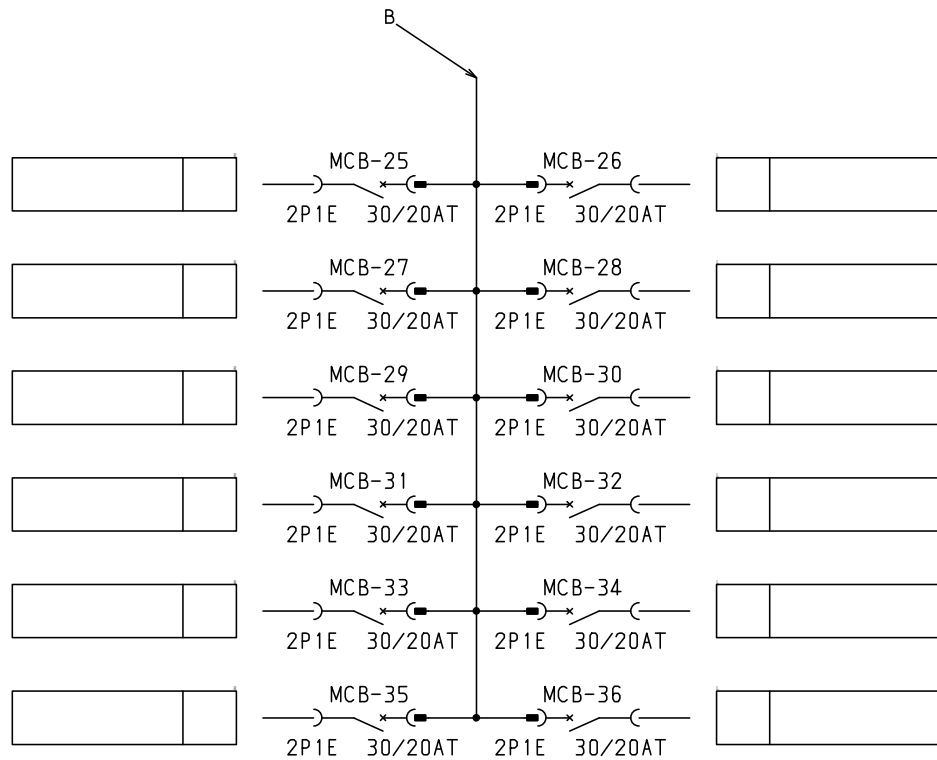 B
MCB-25 MCB-26
2P1E 30/20AT 2P1E 30/20AT
MCB-27 MCB-28
2P1E 30/20AT 2P1E 30/20AT
MCB-29 MCB-30
2P1E 30/20AT 2P1E 30/20AT
MCB-31 MCB-32
2P1E 30/20AT 2P1E 30/20AT
MCB-33 MCB-34
2P1E 30/20AT 2P1E 30/20AT
MCB-35 MCB-36
2P1E 30/20AT 2P1E 30/20AT